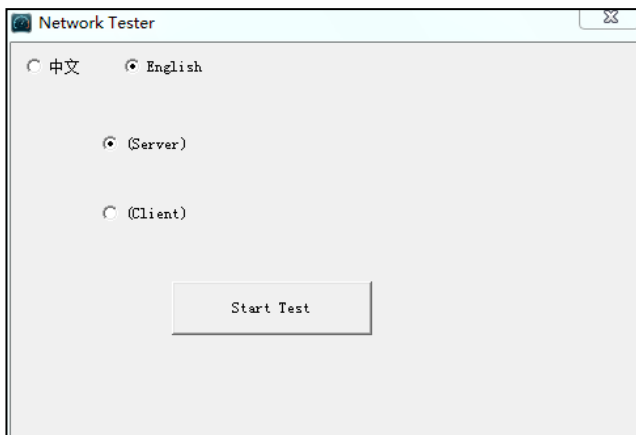 Network Tester
中文 English
(Server)
(Client)
Start Test